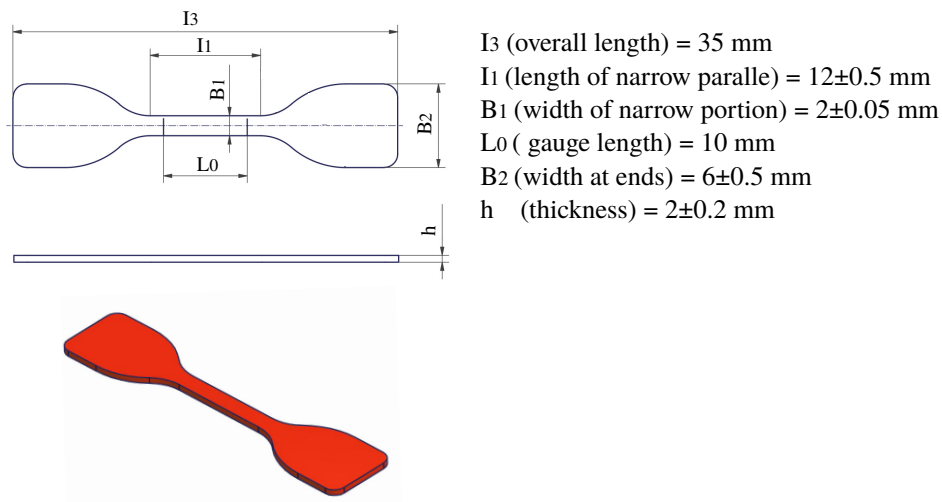 I3
I1
B1
B2
L0
h
I3 (overall length) = 35 mm
I1 (length of narrow paralle) = 12±0.5 mm
B1 (width of narrow portion) = 2±0.05 mm
L0 ( gauge length) = 10 mm
B2 (width at ends) = 6±0.5 mm
h (thickness) = 2±0.2 mm